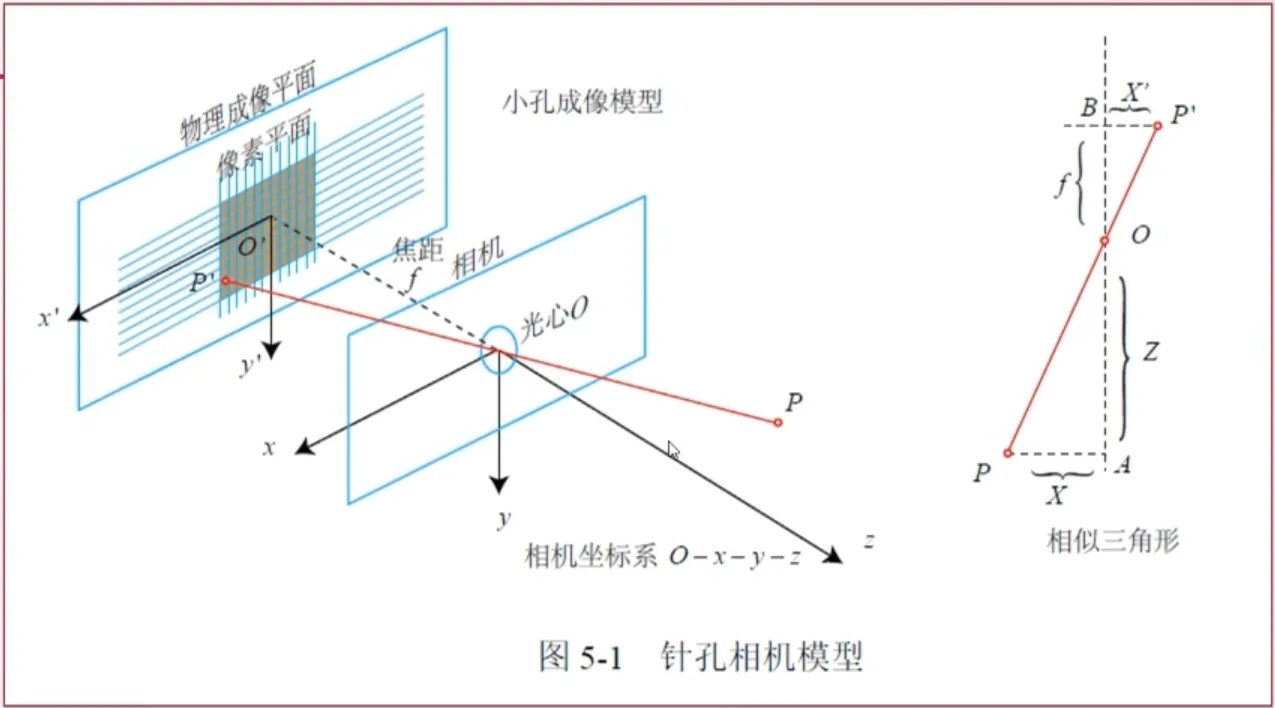 物理成像平面
像素平面
小孔成像模型
O'
P'
x'
y'
焦距
f
相机
光心O
P
x
y
z
相机坐标系 O−x−y−z
B
X'
P'
f
O
Z
P
X
A
相似三角形
图 5-1 针孔相机模型